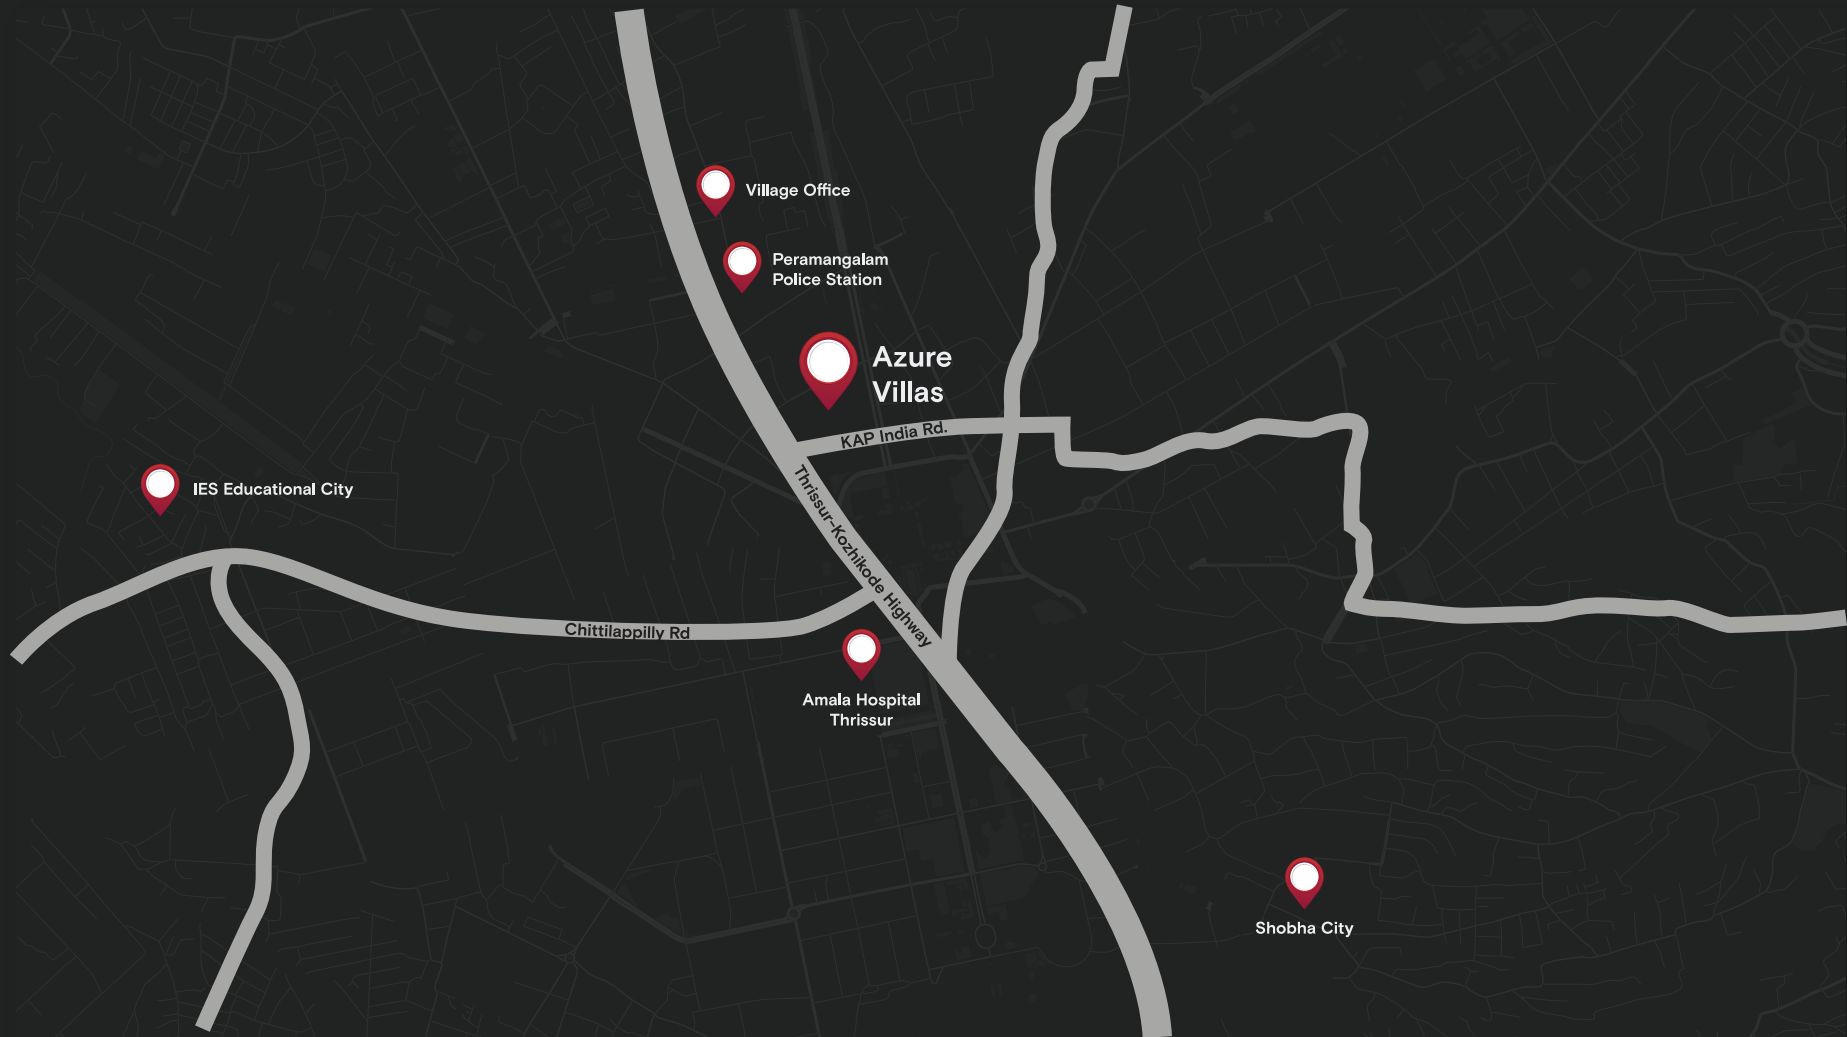 Village Office
Peramangalam
Police Station
Azure
Villas
KAP India Rd.
Thrissur-Kozhikode Highway
IES Educational City
Chittilappilly Rd
Amala Hospital
Thrissur
Shobha City